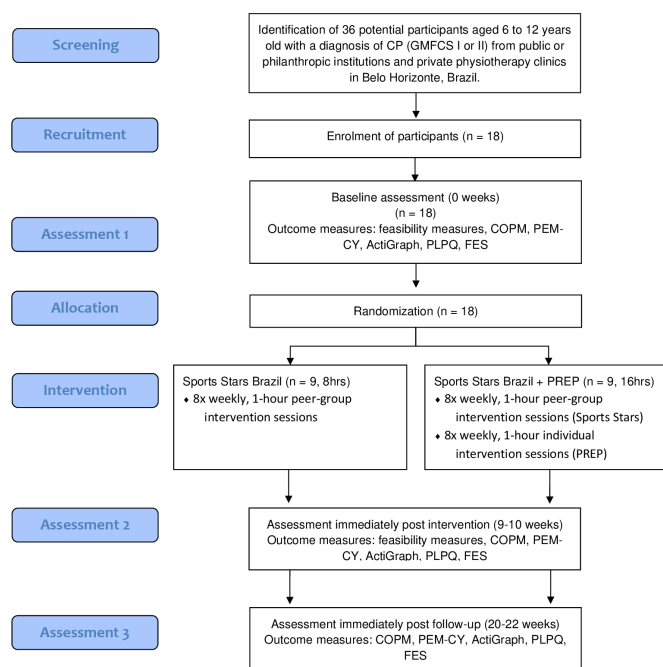 Screening
Identification of 36 potential participants aged 6 to 12 years
old with a diagnosis of CP (GMFCS I or II) from public or
philanthropic institutions and private physiotherapy clinics
in Belo Horizonte, Brazil.
Recruitment
Enrolment of participants (n = 18)
Assessment 1
Baseline assessment (0 weeks)
(n = 18)
Outcome measures: feasibility measures, COPM, PEM-
CY, ActiGraph, PLPQ, FES
Allocation
Randomization (n = 18)
Intervention
Sports Stars Brazil (n = 9, 8hrs)
♦ 8x weekly, 1-hour peer-group
intervention sessions
Sports Stars Brazil + PREP (n = 9, 16hrs)
♦ 8x weekly, 1-hour peer-group
intervention sessions (Sports Stars)
♦ 8x weekly, 1-hour individual
intervention sessions (PREP)
Assessment 2
Assessment immediately post intervention (9-10 weeks)
Outcome measures: feasibility measures, COPM, PEM-
CY, ActiGraph, PLPQ, FES
Assessment 3
Assessment immediately post follow-up (20-22 weeks)
Outcome measures: COPM, PEM-CY, ActiGraph, PLPQ,
FES